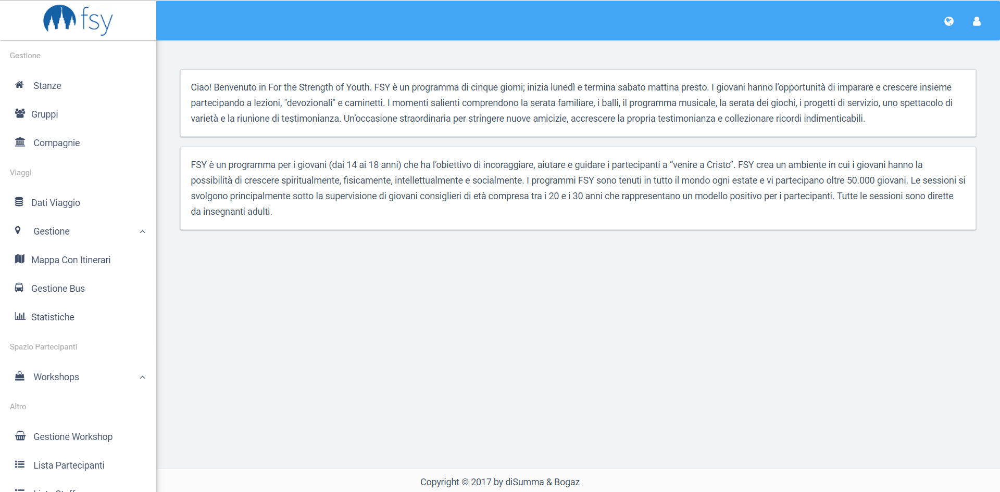 fsy
Gestione
Stanze
Gruppi
Compagnie
Viaggi
Dati Viaggio
Gestione
Mappa Con Itinerari
Gestione Bus
Statistiche
Spazio Partecipanti
Workshops
Altro
Gestione Workshop
Lista Partecipanti
Ciao! Benvenuto in For the Strength of Youth. FSY è un programma di cinque giorni; inizia lunedì e termina sabato mattina presto. I giovani hanno l’opportunità di imparare e crescere insieme
partecipando a lezioni, "devozionali" e caminetti. I momenti salienti comprendono la serata familiare, i balli, il programma musicale, la serata dei giochi, i progetti di servizio, uno spettacolo di
varietà e la riunione di testimonianza. Un’occasione straordinaria per stringere nuove amicizie, accrescere la propria testimonianza e collezionare ricordi indimenticabili.
FSY è un programma per i giovani (dai 14 ai 18 anni) che ha l’obiettivo di incoraggiare, aiutare e guidare i partecipanti a “venire a Cristo”. FSY crea un ambiente in cui i giovani hanno la
possibilità di crescere spiritualmente, fisicamente, intellettualmente e socialmente. I programmi FSY sono tenuti in tutto il mondo ogni estate e vi partecipano oltre 50.000 giovani. Le sessioni si
svolgono principalmente sotto la supervisione di giovani consiglieri di età compresa tra i 20 e i 30 anni che rappresentano un modello positivo per i partecipanti. Tutte le sessioni sono dirette
da insegnanti adulti.
Copyright © 2017 by diSumma & Bogaz